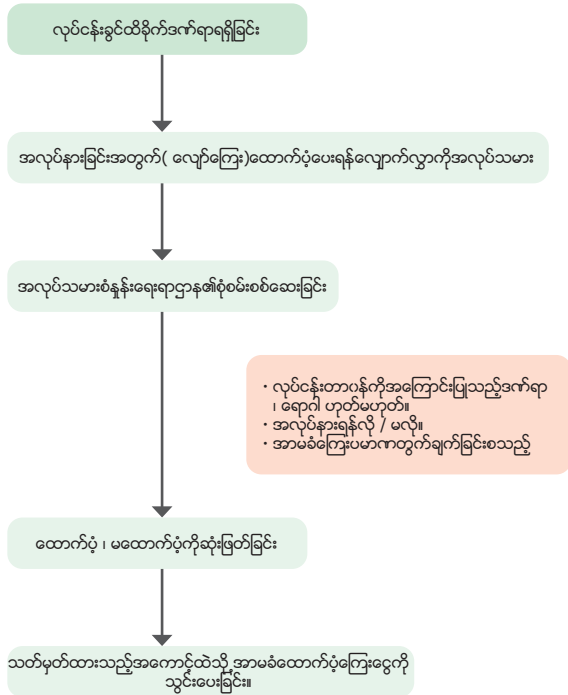 လုပ်ငန်းခွင်ထိခိုက်ဒဏ်ရာရရှိခြင်း
အလုပ်နားခြင်းအတွက်( လျော်ကြေး)ထောက်ပံ့ပေးရန်လျှောက်လွှာကိုအလုပ်သမား
အလုပ်သမားစံနှုန်းရေးရာဌာန၏စုံစမ်းစစ်ဆေးခြင်း
· လုပ်ငန်းတာဝန်ကိုအကြောင်းပြုသည့်ဒဏ်ရာ
၊ ရောဂါ ဟုတ်မဟုတ်။
· အလုပ်နားရန်လို / မလို။
· အာမခံကြေးပမာဏတွက်ချက်ခြင်းစသည့်
ထောက်ပံ့ ၊ မထောက်ပံ့ကိုဆုံးဖြတ်ခြင်း
သတ်မှတ်ထားသည့်အကောင့်ထဲသို့ အာမခံထောက်ပံ့ကြေးငွေကို
သွင်းပေးခြင်း။